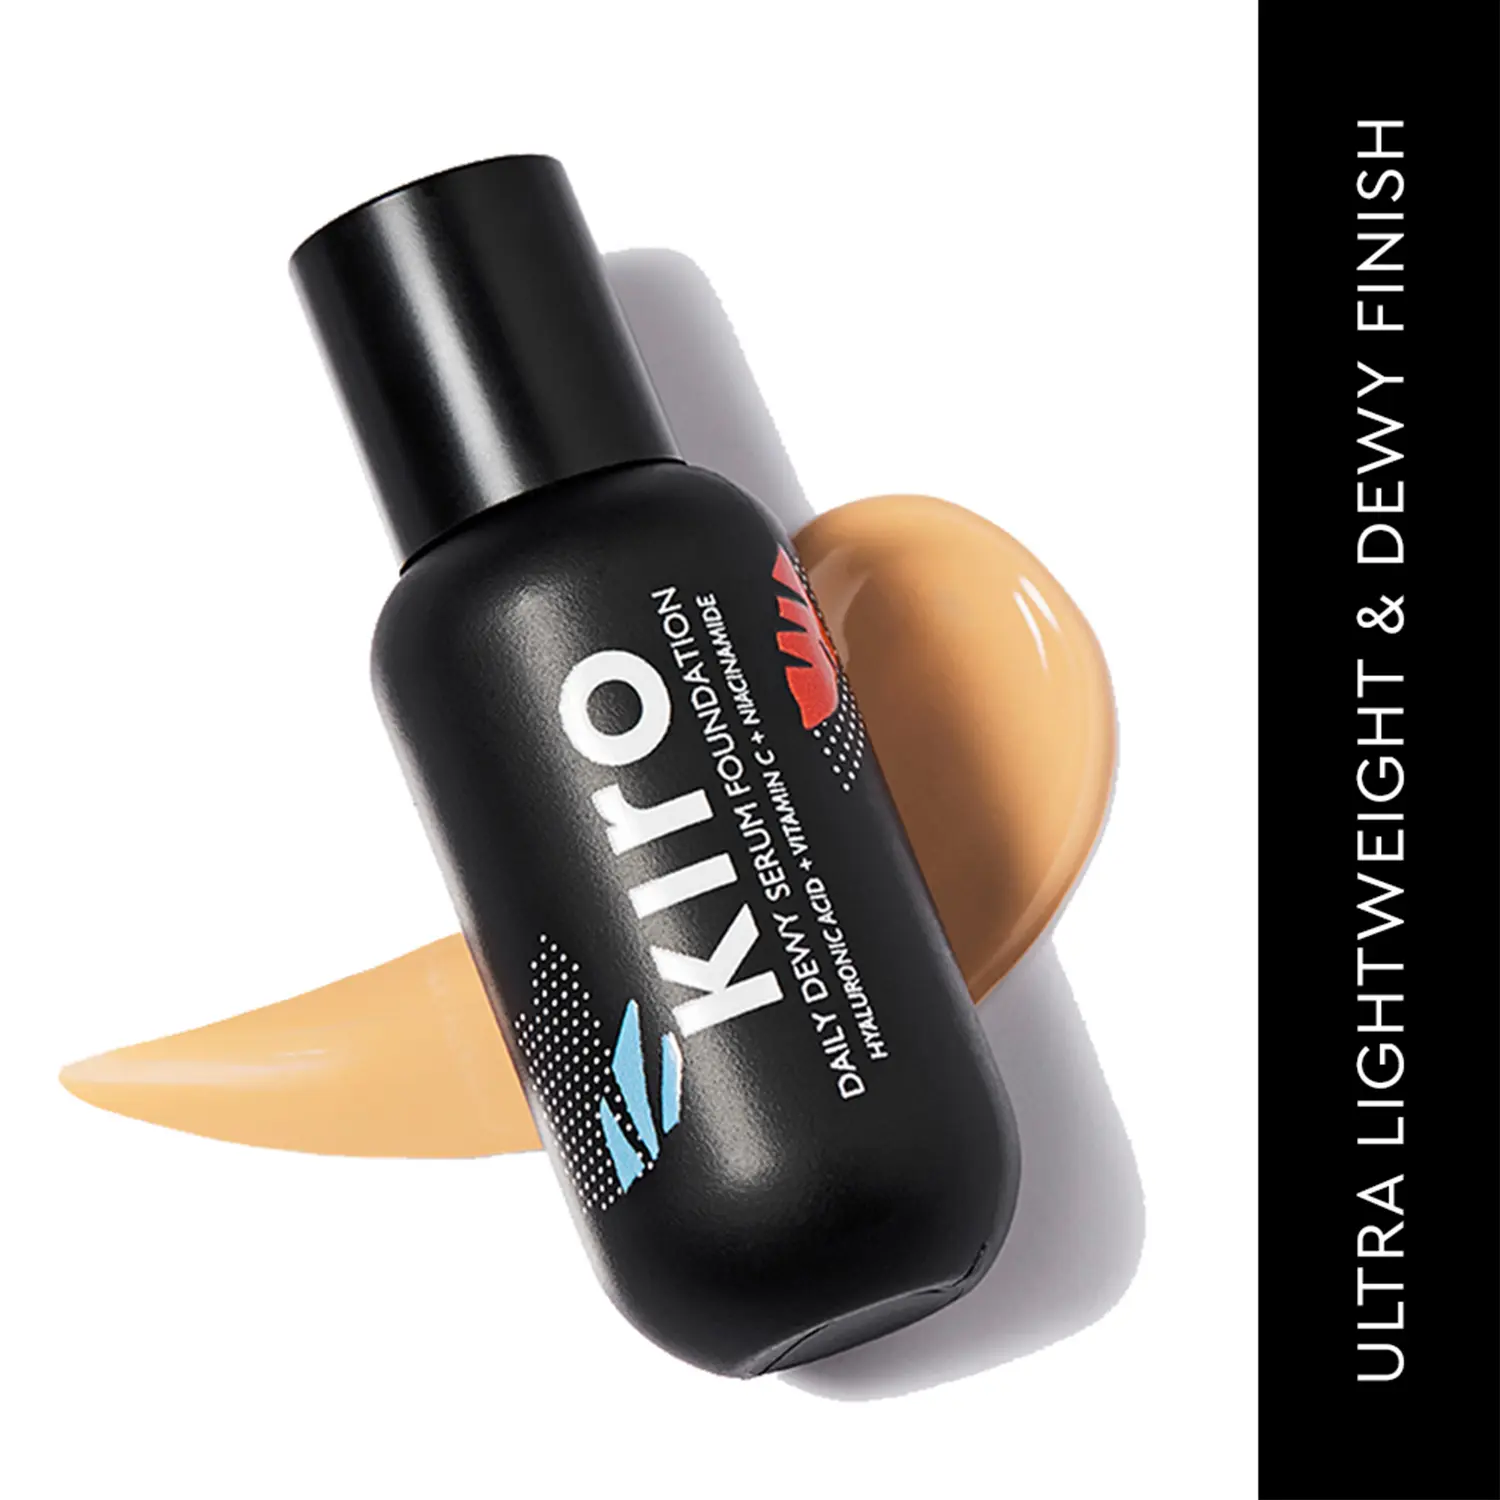 kiro
DAILY DEWY SERUM FOUNDATION
HYALURONIC ACID + VITAMIN C + NIACINAMIDE
ULTRA LIGHTWEIGHT & DEWY FINISH